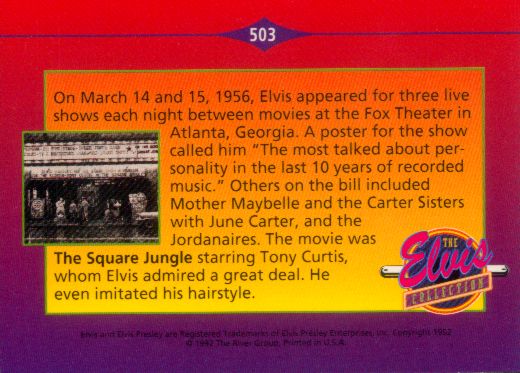 503
On March 14 and 15, 1956, Elvis appeared for three live
shows each night between movies at the Fox Theater in
Atlanta, Georgia. A poster for the show
called him "The most talked about per-
sonality in the last 10 years of recorded
music." Others on the bill included
Mother Maybelle and the Carter Sisters
with June Carter, and the
Jordanaires. The movie was
The Square Jungle starring Tony Curtis,
whom Elvis admired a great deal. He
even imitated his hairstyle.
THE
Elvis
COLLECTION
Elvis and Elvis Presley are Registered Trademarks of Elvis Presley Enterprises, Inc. Copyright 1992
© 1992 The River Group, Printed in U.S.A.